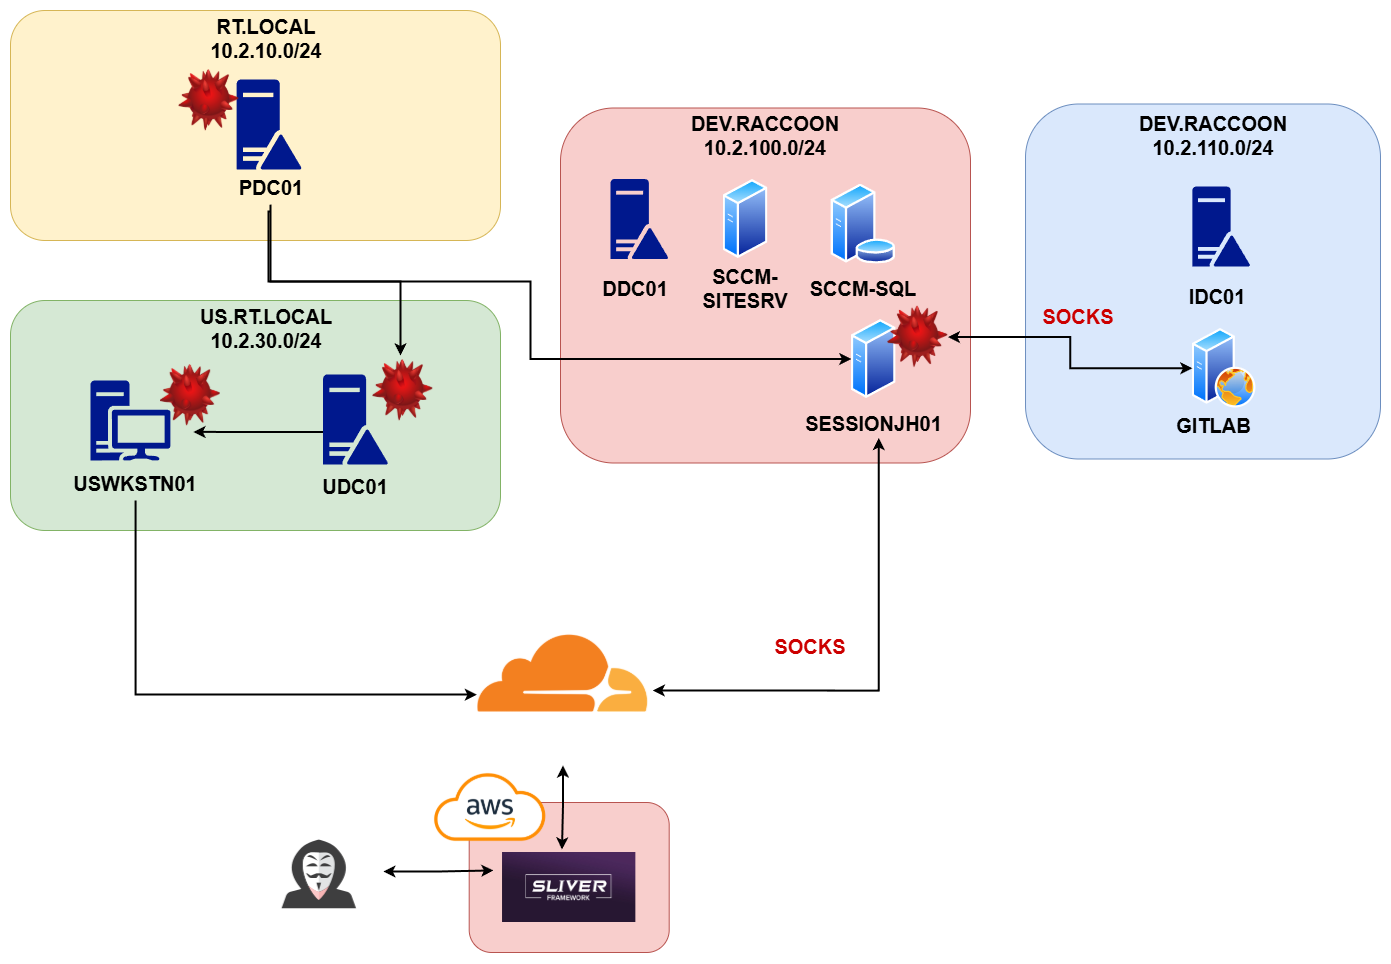 RT.LOCAL
10.2.10.0/24
PDC01
US.RT.LOCAL
10.2.30.0/24
USWKSTN01
UDC01
DEV.RACCOON
10.2.100.0/24
DDC01
SCCM-
SITESRV
SCCM-SQL
SESSIONJH01
DEV.RACCOON
10.2.110.0/24
IDC01
SOCKS
GITLAB
SOCKS
aws
SLIVER
FRAMEWORK